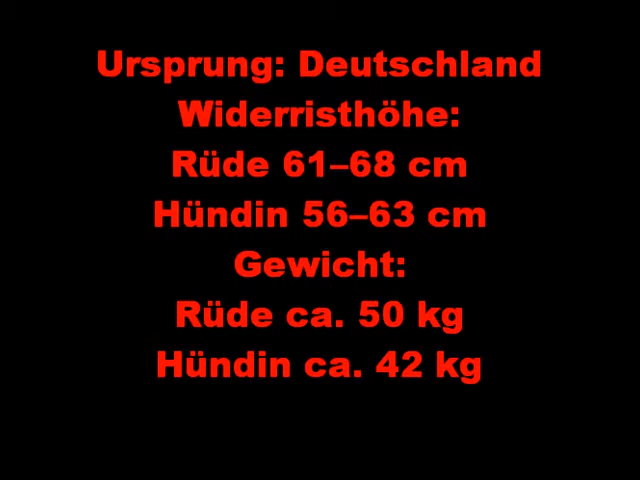 Ursprung: Deutschland
Widerristhöhe:
Rüde 61–68 cm
Hündin 56–63 cm
Gewicht:
Rüde ca. 50 kg
Hündin ca. 42 kg